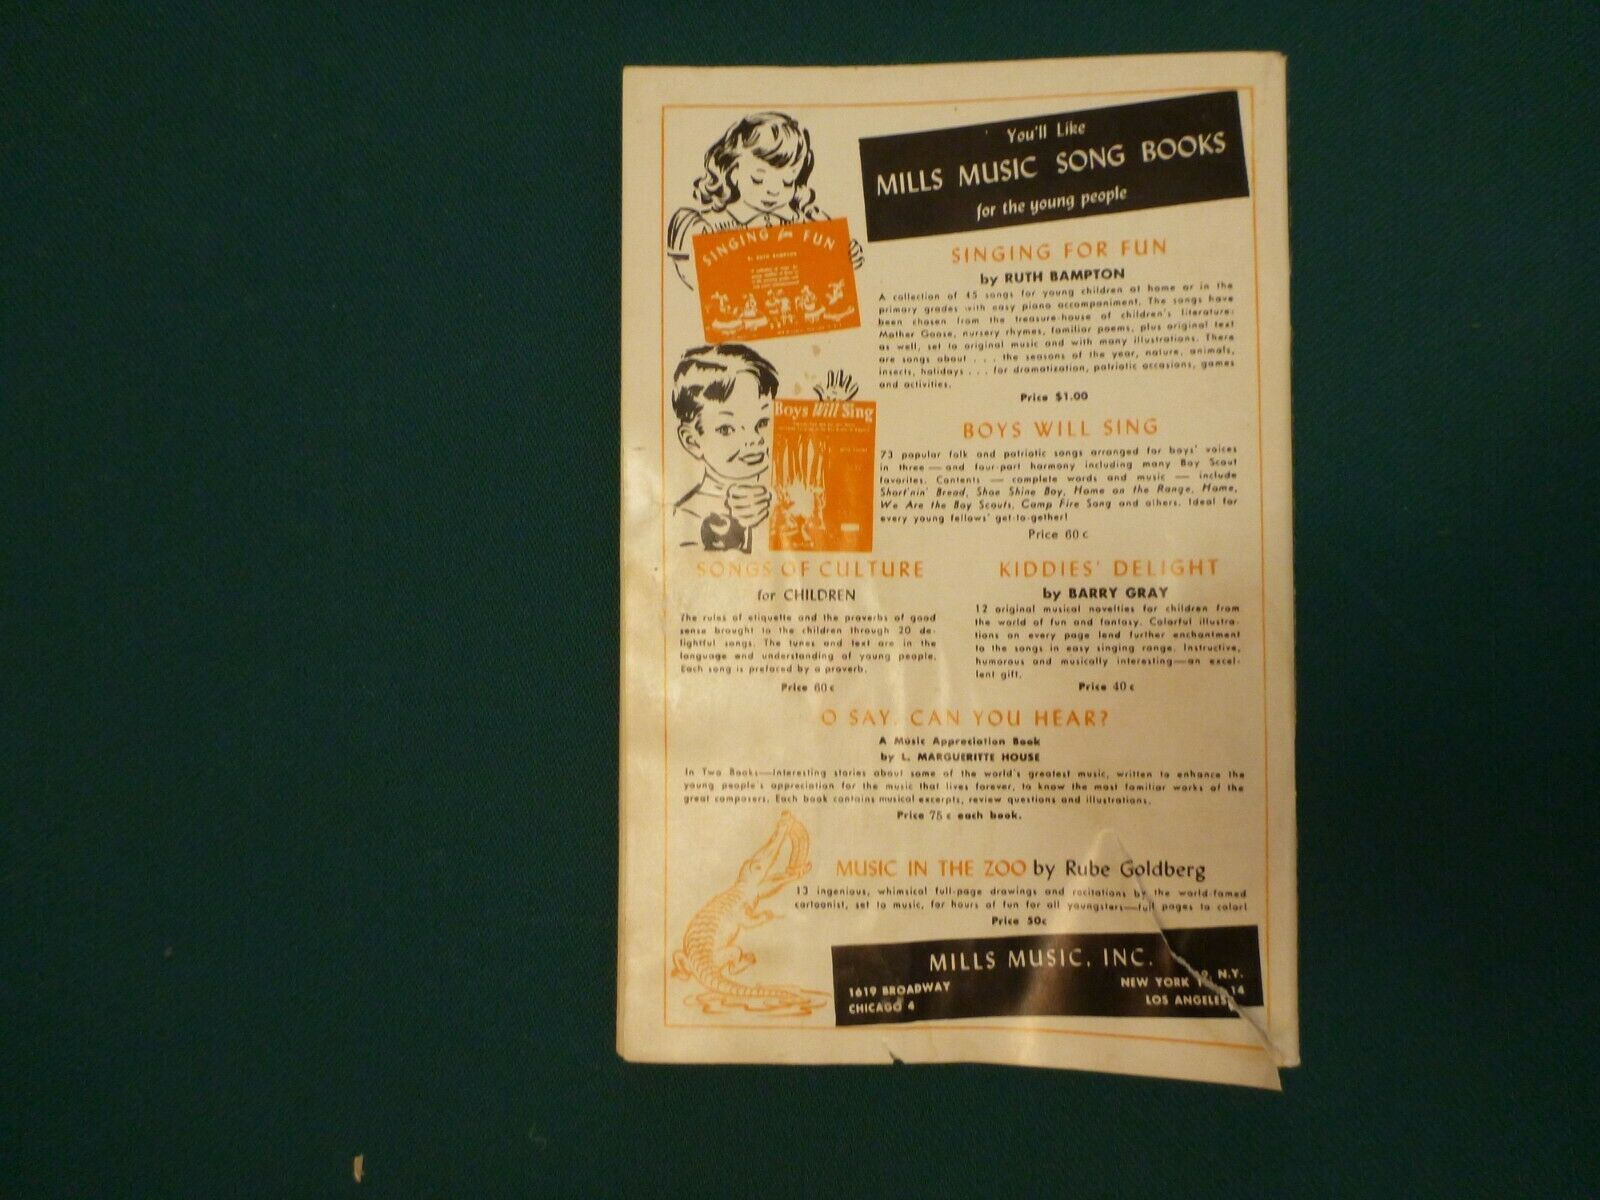 You'll Like
MILLS MUSIC SONG BOOKS
for the young people
SINGING for FUN
By RUTH BAMPTON
SINGING FOR FUN
by RUTH BAMPTON
A collection of 45 songs for young children at home or in the
primary grades with easy piano accompaniment. The songs have
been chosen from the treasure-house of children's literature:
Mother Goose, nursery rhymes, familiar poems, plus original text
as well, set to original music and with many illustrations. There
are songs about . . . the seasons of the year, nature, animals,
insects, holidays . . . for dramatization, patriotic occasions, games
and activities.
Price $1.00
Boys Will Sing
BOYS WILL SING
73 popular folk and patriotic songs arranged for boys' voices
in three — and four-part harmony including many Boy Scout
favorites. Contents — complete words and music — include
Short'nin' Bread, Shoe Shine Boy, Home on the Range, Home,
We Are the Boy Scouts, Camp Fire Song and others. Ideal for
every young fellows' get-to-gether!
Price 60c
SONGS OF CULTURE
for CHILDREN
The rules of etiquette and the proverbs of good
sense brought to the children through 20 de-
lightful songs. The tunes and text are in the
language and understanding of young people.
Each song is prefaced by a proverb.
Price 60c
KIDDIES' DELIGHT
by BARRY GRAY
12 original musical novelties for children from
the world of fun and fantasy. Colorful illustra-
tions on every page lend further enchantment
to the songs in easy singing range. Instructive,
humorous and musically interesting—an excel-
lent gift.
Price 40c
O SAY, CAN YOU HEAR?
A Music Appreciation Book
by L. MARGUERITTE HOUSE
In Two Books—Interesting stories about some of the world's greatest music, written to enhance the
young people's appreciation for the music that lives forever, to know the most familiar works of the
great composers. Each book contains musical excerpts, review questions and illustrations.
Price 75c each book.
MUSIC IN THE ZOO by Rube Goldberg
13 ingenious, whimsical full-page drawings and recitations by the world-famed
cartoonist, set to music, for hours of fun for all youngsters—full pages to color!
Price 50c
MILLS MUSIC, INC.
1619 BROADWAY
NEW YORK N.Y.
CHICAGO 4
LOS ANGELES 14